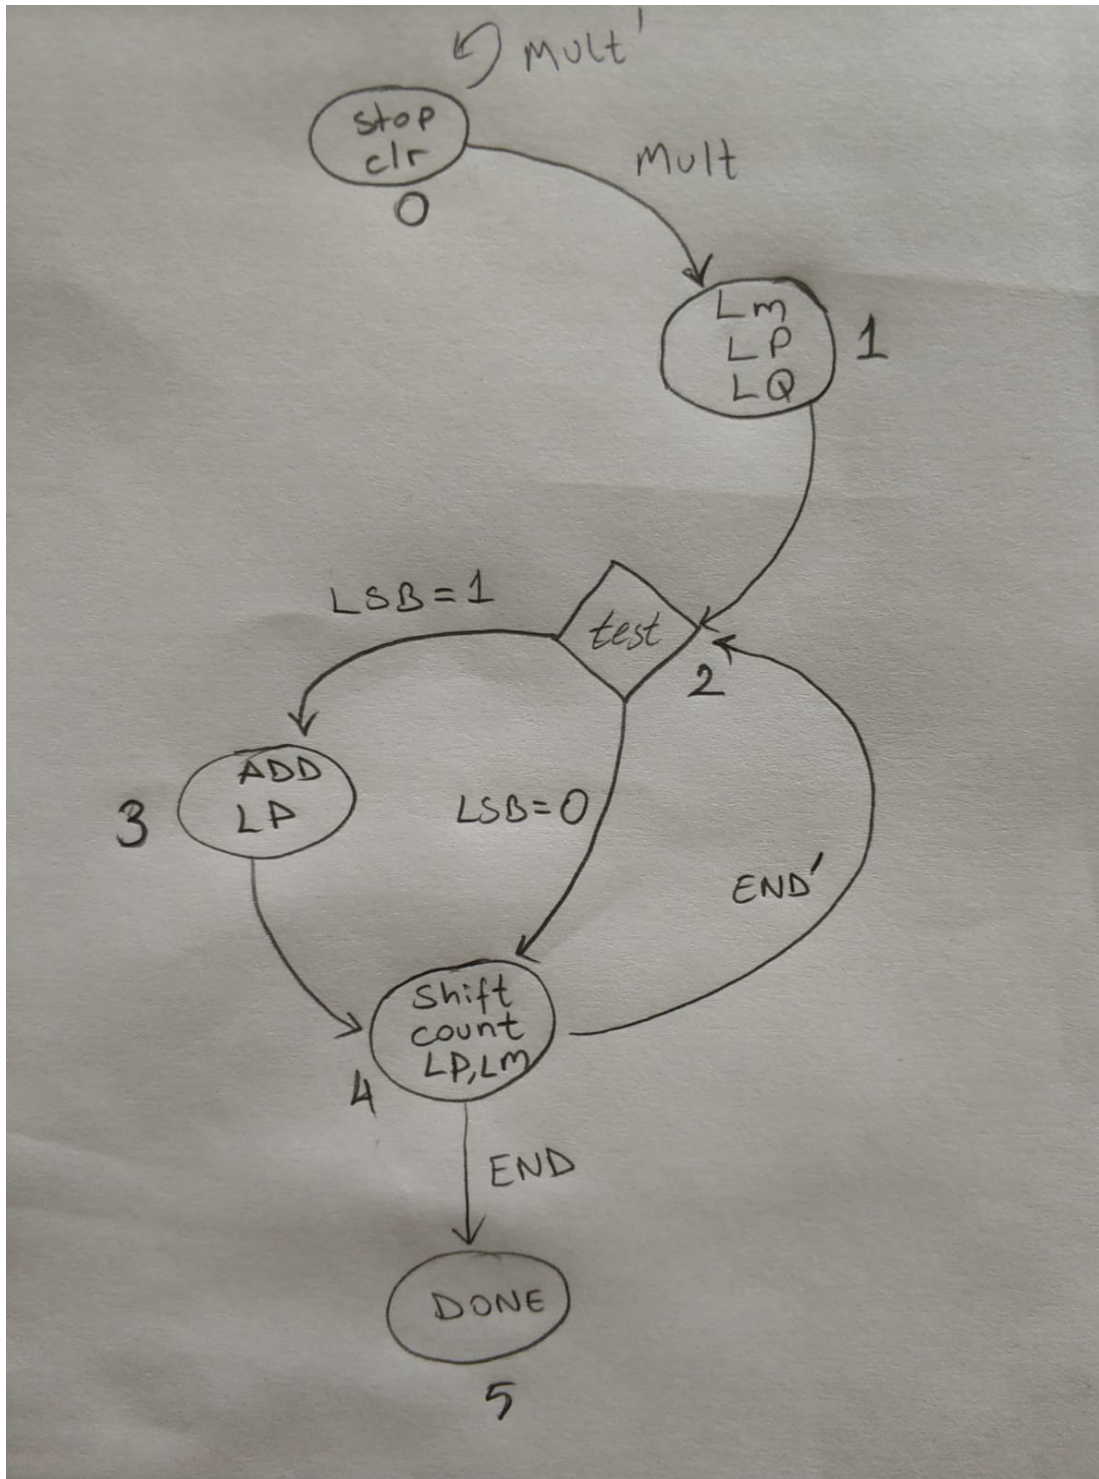 Mult'
stop
clr
0
Mult
Lm
LP
LQ
1
test
2
LSB=1
ADD
LP
3
LSB=0
END'
Shift
count
LP,LM
4
END
DONE
5